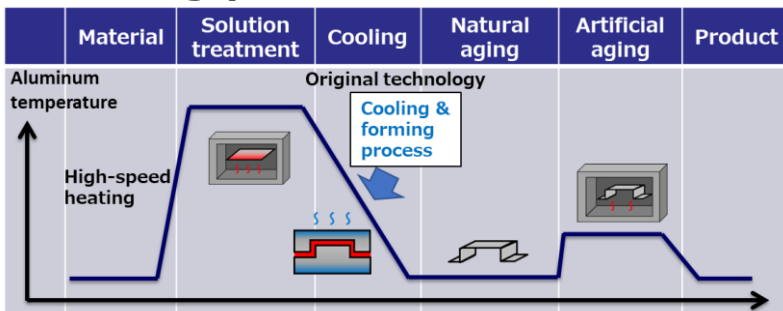 Material
Solution
treatment
Cooling
Natural
aging
Artificial
aging
Product
Aluminum
temperature
Original technology
Cooling &
forming
process
High-speed
heating